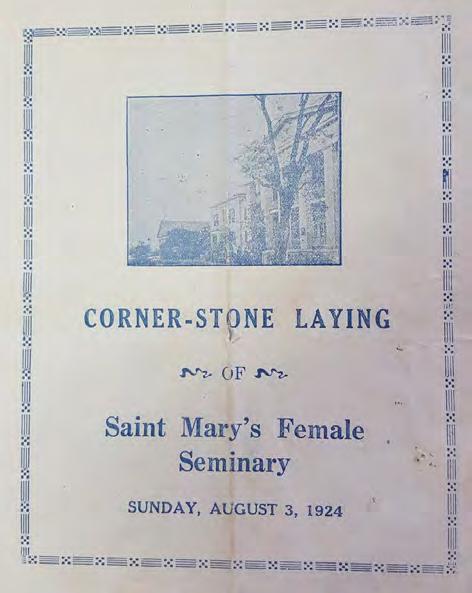 CORNER-STONE LAYING
OF
Saint Mary's Female
Seminary
SUNDAY, AUGUST 3, 1924